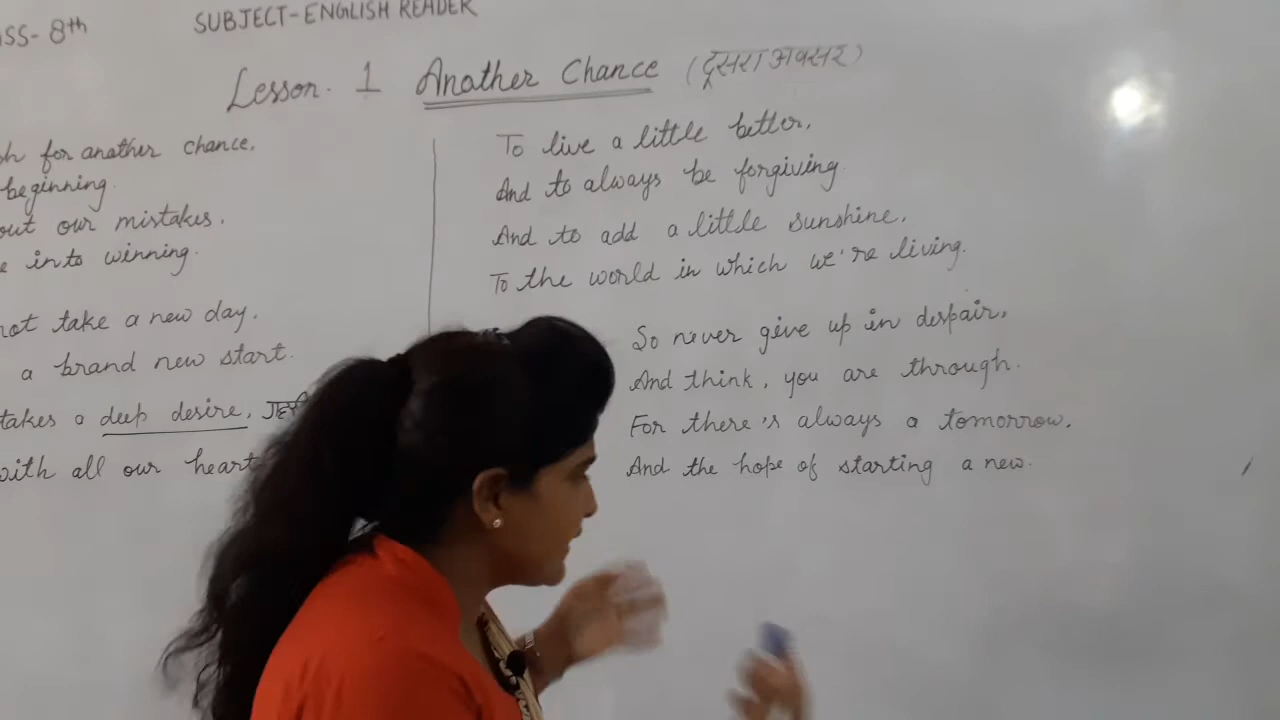 SS- 8th SUBJECT-ENGLISH READER
Lesson. 1 Another Chance (दूसरा अवसर)
sh for another chance,
beginning.
out our mistakes.
e into winning.
not take a new day.
a brand new start.
takes a deep desire,
with all our heart
To live a little better,
And to always be forgiving
And to add a little sunshine,
To the world in which we're living.
So never give up in despair,
And think, you are through.
For there's always a tomorrow,
And the hope of starting a new.